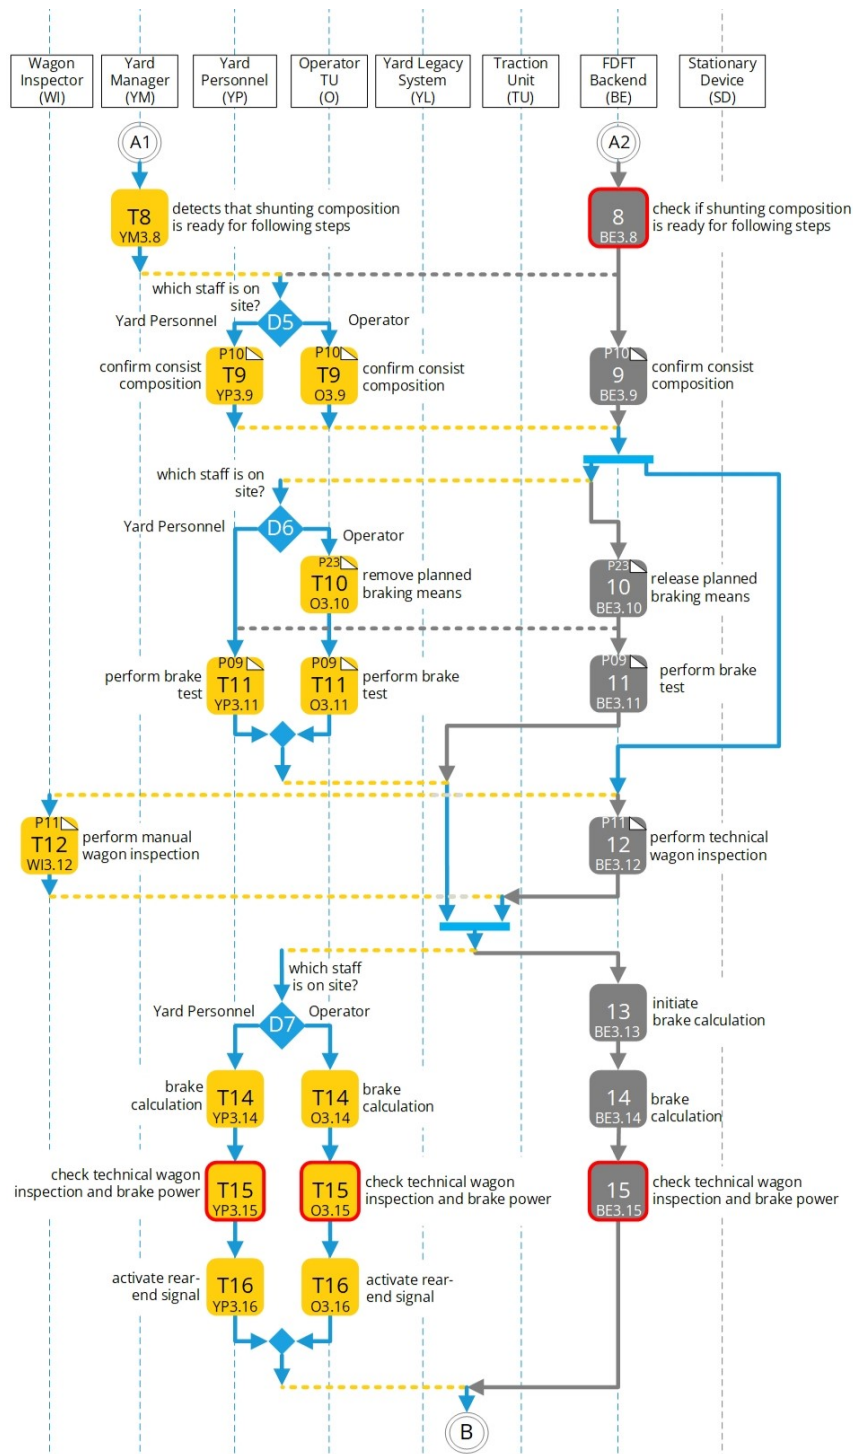 Wagon
Inspector
(WI)
Yard
Manager
(YM)
Yard
Personnel
(YP)
Operator
TU
(O)
Yard Legacy
System
(YL)
Traction
Unit
(TU)
FDFT
Backend
(BE)
Stationary
Device
(SD)
A1
A2
T8
YM3.8
detects that shunting composition
is ready for following steps
8
BE3.8
check if shunting composition
is ready for following steps
which staff is on
site?
D5
Yard Personnel
Operator
confirm consist
composition
P10
T9
YP3.9
P10
T9
O3.9
confirm consist
composition
P10
9
BE3.9
confirm consist
composition
which staff is on
site?
D6
Yard Personnel
Operator
P23
T10
O3.10
remove planned
braking means
P23
10
BE3.10
release planned
braking means
perform brake
test
P09
T11
YP3.11
P09
T11
O3.11
perform brake
test
P09
11
BE3.11
perform brake
test
P11
T12
WI3.12
perform manual
wagon inspection
P11
12
BE3.12
perform technical
wagon inspection
which staff
is on site?
D7
Yard Personnel
Operator
13
BE3.13
initiate
brake calculation
brake
calculation
T14
YP3.14
T14
O3.14
brake
calculation
14
BE3.14
brake
calculation
check technical wagon
inspection and brake power
T15
YP3.15
T15
O3.15
check technical wagon
inspection and brake power
15
BE3.15
check technical wagon
inspection and brake power
activate rear-
end signal
T16
YP3.16
T16
O3.16
activate rear-
end signal
B